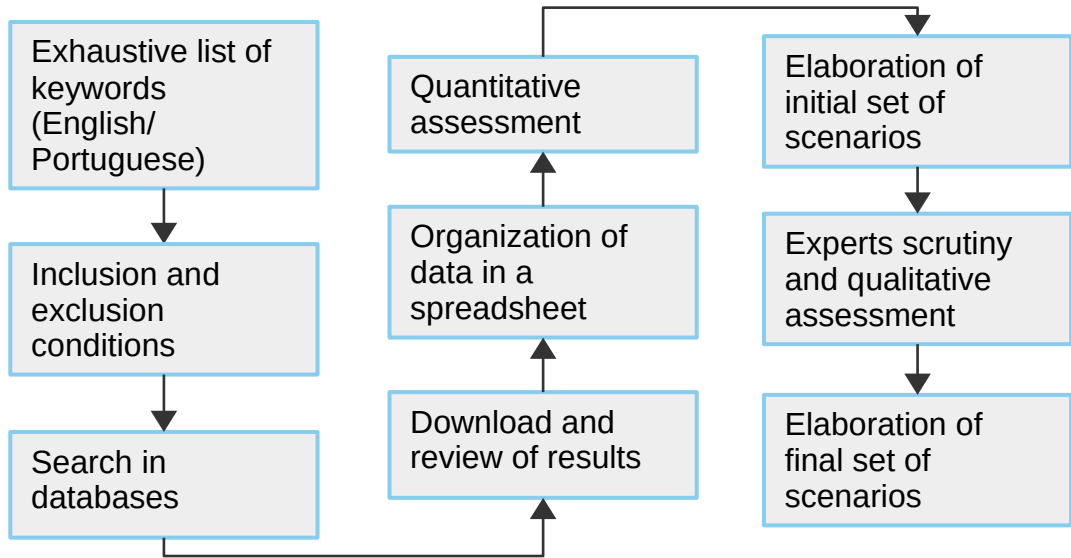 Exhaustive list of
keywords
(English/
Portuguese)
Inclusion and
exclusion
conditions
Search in
databases
Download and
review of results
Organization of
data in a
spreadsheet
Quantitative
assessment
Elaboration of
initial set of
scenarios
Experts scrutiny
and qualitative
assessment
Elaboration of
final set of
scenarios